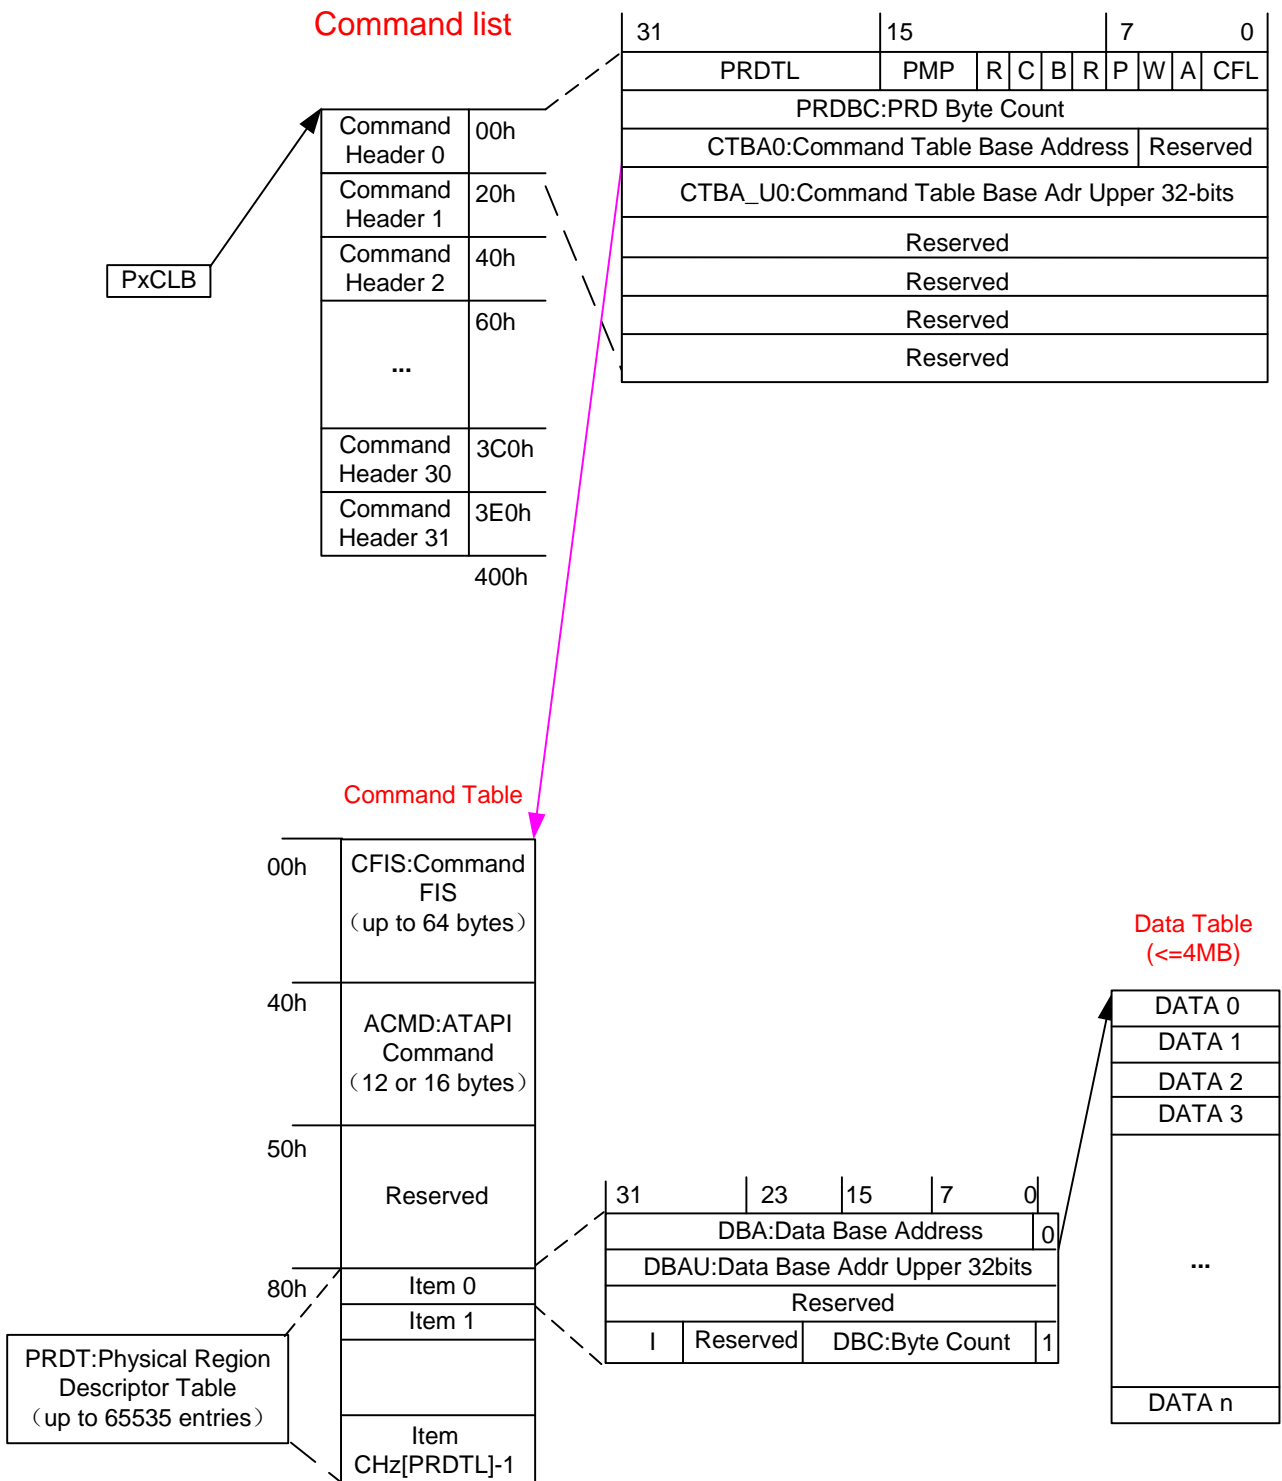 Command list
31 15 7 0
PRDTL PMP R C B R P W A CFL
PRDBC:PRD Byte Count
CTBA0:Command Table Base Address Reserved
CTBA_U0:Command Table Base Adr Upper 32-bits
Reserved
Reserved
Reserved
Reserved
PxCLB
Command
Header 0
00h
Command
Header 1
20h
Command
Header 2
40h
...
60h
Command
Header 30
3C0h
Command
Header 31
3E0h
400h
Command Table
00h
CFIS:Command
FIS
（up to 64 bytes）
40h
ACMD:ATAPI
Command
（12 or 16 bytes）
50h
Reserved
80h
Item 0
Item 1
Item
CHz[PRDTL]-1
PRDT:Physical Region
Descriptor Table
（up to 65535 entries）
31 23 15 7 0
DBA:Data Base Address 0
DBAU:Data Base Addr Upper 32bits
Reserved
I Reserved DBC:Byte Count 1
Data Table
(<=4MB)
DATA 0
DATA 1
DATA 2
DATA 3
...
DATA n